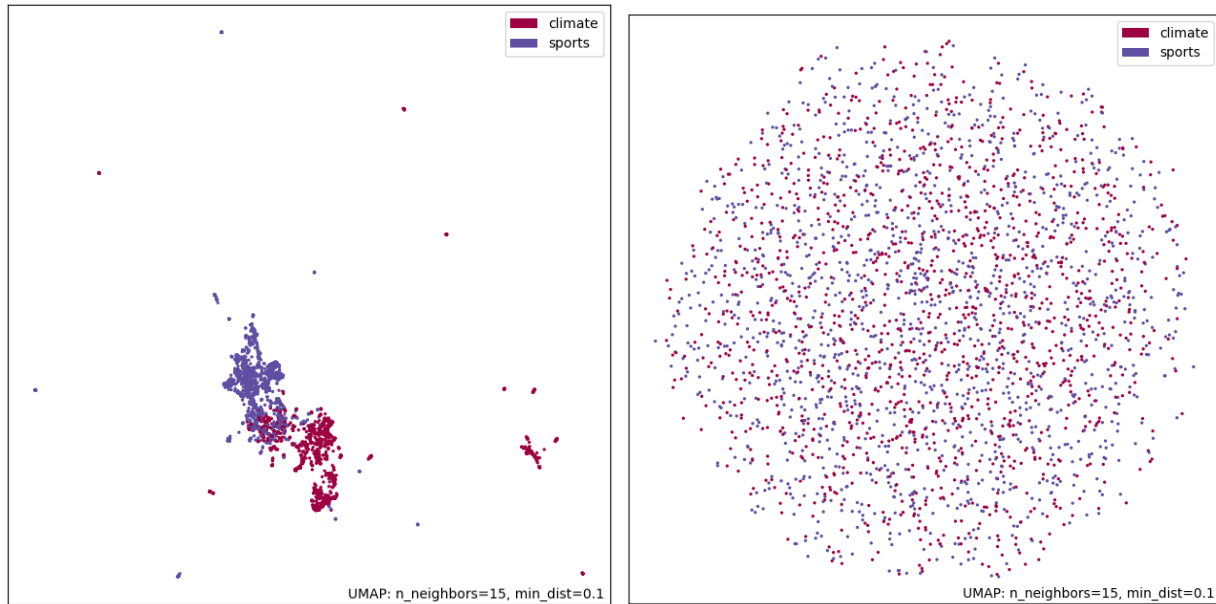 climate
sports
UMAP: n_neighbors=15, min_dist=0.1
climate
sports
UMAP: n_neighbors=15, min_dist=0.1